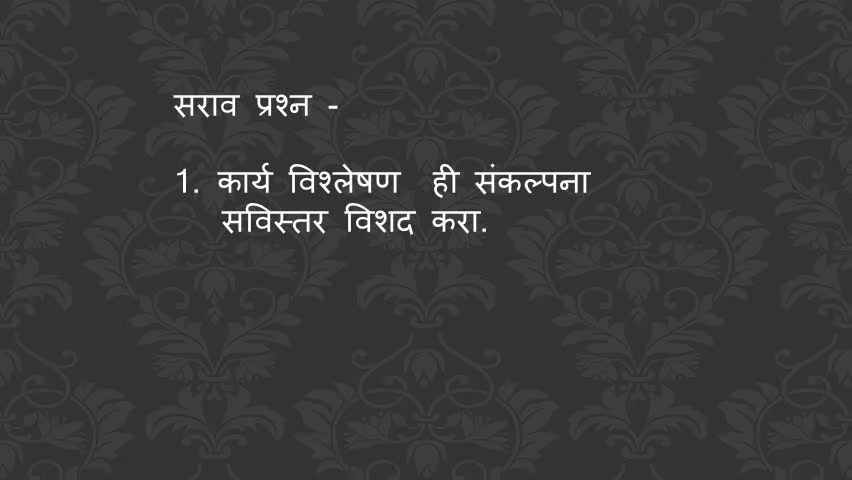 सराव प्रश्न -
1. कार्य विश्लेषण ही संकल्पना
सविस्तर विशद करा.